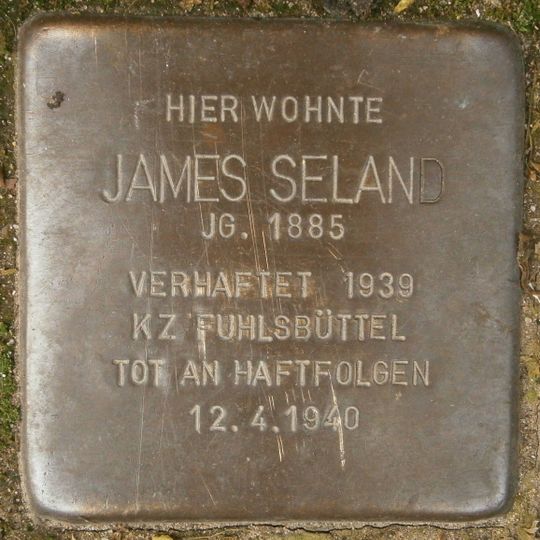 HIER WOHNTE
JAMES SELAND
JG. 1885
VERHAFTET 1939
KZ FUHLSBÜTTEL
TOT AN HAFTFOLGEN
12.4.1940